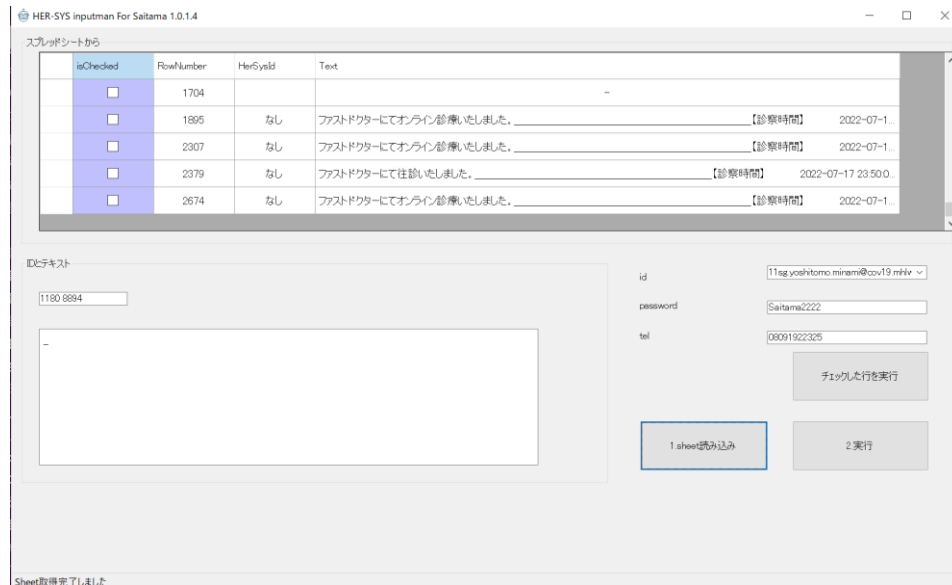 HER-SYS inputman For Saitama 1.0.1.4
スプレッドシートから
isChecked RowNumber HerSysId Text
1704 -
1895 なし ファストドクターにてオンライン診療いたしました。 【診察時間】 2022-07-1...
2307 なし ファストドクターにてオンライン診療いたしました。 【診察時間】 2022-07-1...
2379 なし ファストドクターにて往診いたしました。 【診察時間】 2022-07-17 23:50:0...
2674 なし ファストドクターにてオンライン診療いたしました。 【診察時間】 2022-07-1...
IDとテキスト
1180 8894
-
id 11sg.yoshitomo.minami@cov19.mhlw
password Saitama2222
tel 08091922325
チェックした行を実行
1.sheet読み込み 2.実行
Sheet取得完了しました